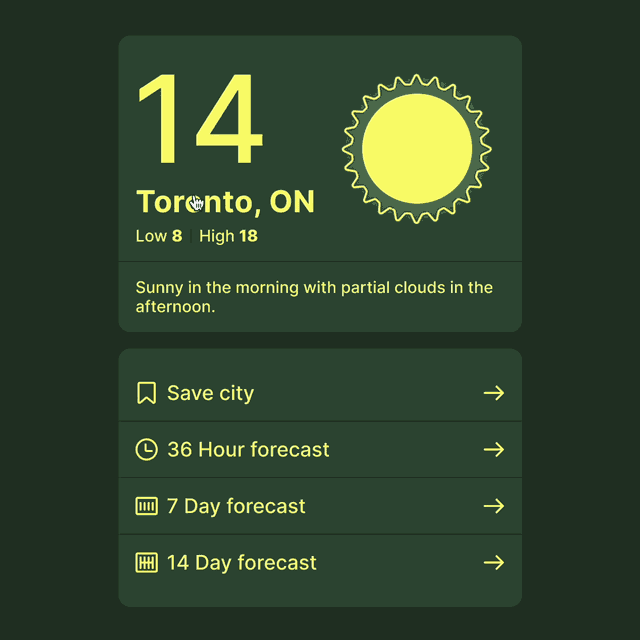 14
Toronto, ON
Low 8 | High 18
Sunny in the morning with partial clouds in the
afternoon.
Save city
36 Hour forecast
7 Day forecast
14 Day forecast